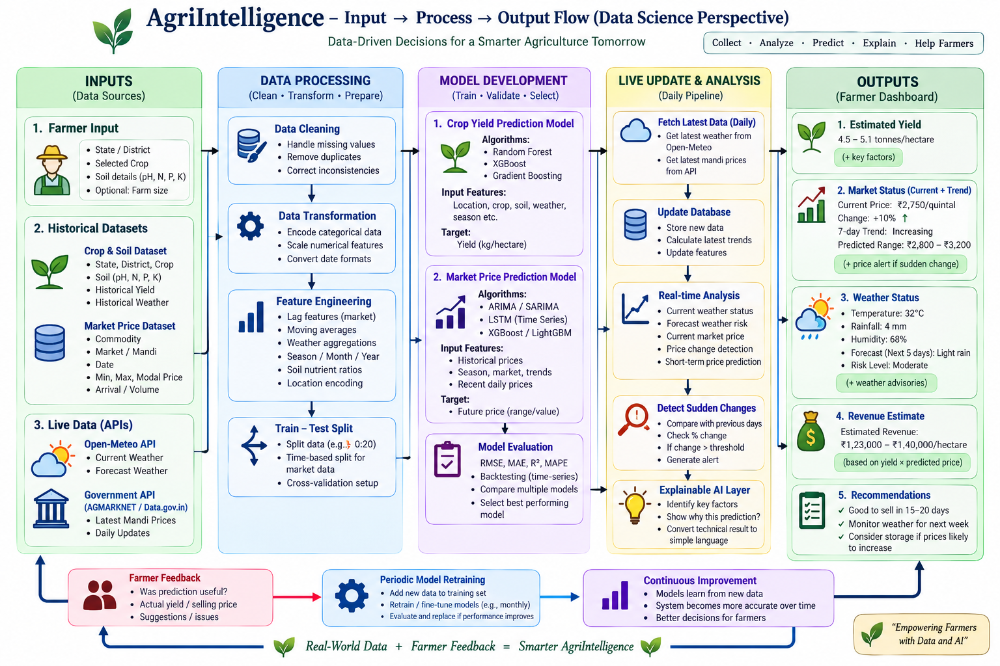 AgriIntelligence – Input → Process → Output Flow (Data Science Perspective)
Data-Driven Decisions for a Smarter Agriculturce Tomorrow
Collect · Analyze · Predict · Explain · Help Farmers
INPUTS
(Data Sources)
1. Farmer Input
• State / District
• Selected Crop
• Soil details (pH, N, P, K)
• Optional: Farm size
2. Historical Datasets
Crop & Soil Dataset
• State, District, Crop
• Soil (pH, N, P, K)
• Historical Yield
• Historical Weather
Market Price Dataset
• Commodity
• Market / Mandi
• Date
• Min, Max, Modal Price
• Arrival / Volume
3. Live Data (APIs)
Open-Meteo API
• Current Weather
• Forecast Weather
Government API
(AGMARKNET / Data.gov.in)
• Latest Mandi Prices
• Daily Updates
DATA PROCESSING
(Clean • Transform • Prepare)
Data Cleaning
• Handle missing values
• Remove duplicates
• Correct inconsistencies
Data Transformation
• Encode categorical data
• Scale numerical features
• Convert date formats
Feature Engineering
• Lag features (market)
• Moving averages
• Weather aggregations
• Season / Month / Year
• Soil nutrient ratios
• Location encoding
Train – Test Split
• Split data (e.g.. 0:20)
• Time-based split for
market data
• Cross-validation setup
MODEL DEVELOPMENT
(Train • Validate • Select)
1. Crop Yield Prediction Model
Algorithms:
• Random Forest
• XGBoost
• Gradient Boosting
Input Features:
Location, crop, soil, weather,
season etc.
Target:
Yield (kg/hectare)
2. Market Price Prediction Model
Algorithms:
• ARIMA / SARIMA
• LSTM (Time Series)
• XGBoost / LightGBM
Input Features:
• Historical prices
• Season, market, trends
• Recent daily prices
Target:
• Future price (range/value)
Model Evaluation
RMSE, MAE, R², MAPE
• Backtesting (time-series)
• Compare multiple models
• Select best performing
model
LIVE UPDATE & ANALYSIS
(Daily Pipeline)
Fetch Latest Data (Daily)
• Get latest weather from
Open-Meteo
• Get latest mandi prices
from API
Update Database
• Store new data
• Calculate latest trends
• Update features
Real-time Analysis
• Current weather status
• Forecast weather risk
• Current market price
• Price change detection
• Short-term price prediction
Detect Sudden Changes
• Compare with previous days
• Check % change
• If change > threshold
• Generate alert
Explainable AI Layer
• Identify key factors
• Show why this prediction?
• Convert technical result to
simple language
OUTPUTS
(Farmer Dashboard)
1. Estimated Yield
4.5 – 5.1 tonnes/hectare
(+ key factors)
2. Market Status (Current + Trend)
Current Price: ₹2,750/quintal
Change: +10% ↑
7-day Trend: Increasing
Predicted Range: ₹2,800 – ₹3,200
(+ price alert if sudden change)
3. Weather Status
• Temperature: 32°C
• Rainfall: 4 mm
• Humidity: 68%
• Forecast (Next 5 days): Light rain
• Risk Level: Moderate
(+ weather advisories)
4. Revenue Estimate
Estimated Revenue:
₹1,23,000 – ₹1,40,000/hectare
(based on yield × predicted price)
5. Recommendations
✓ Good to sell in 15–20 days
✓ Monitor weather for next week
✓ Consider storage if prices likely
to increase
Farmer Feedback
• Was prediction useful?
• Actual yield / selling price
• Suggestions / issues
Periodic Model Retraining
• Add new data to training set
• Retrain / fine-tune models (e.g., monthly)
• Evaluate and replace if performance improves
Continuous Improvement
• Models learn from new data
• System becomes more accurate over time
• Better decisions for farmers
Real-World Data + Farmer Feedback = Smarter AgriIntelligence
“Empowering Farmers
with Data and AI”